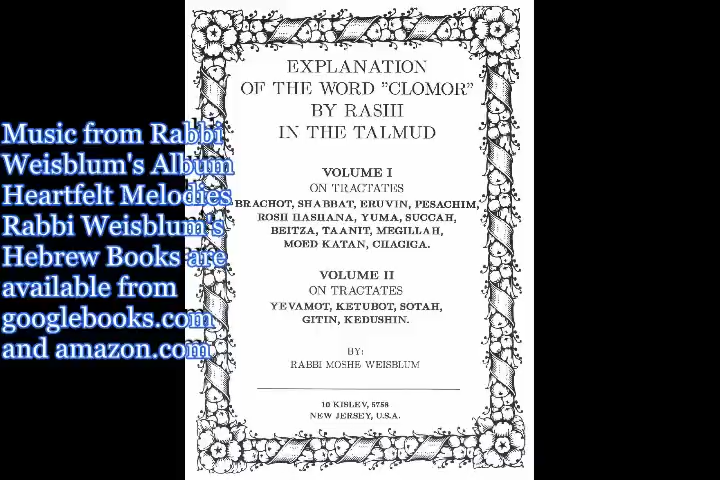 Music from Rabbi
Weisblum's Album
Heartfelt Melodies
Rabbi Weisblum's
Hebrew Books are
available from
googlebooks.com
and amazon.com
EXPLANATION
OF THE WORD "CLOMOR"
BY RASHI
IN THE TALMUD
VOLUME I
ON TRACTATES
BRACHOT, SHABBAT, ERUVIN, PESACHIM,
ROSH HASHANA, YUMA, SUCCAH,
BEITZA, TAANIT, MEGILLAH,
MOED KATAN, CHAGIGA.
VOLUME II
ON TRACTATES
YEVAMOT, KETUBOT, SOTAH,
GITIN, KEDUSHIN.
BY:
RABBI MOSHE WEISBLUM
10 KISLEV, 5758
NEW JERSEY, U.S.A.